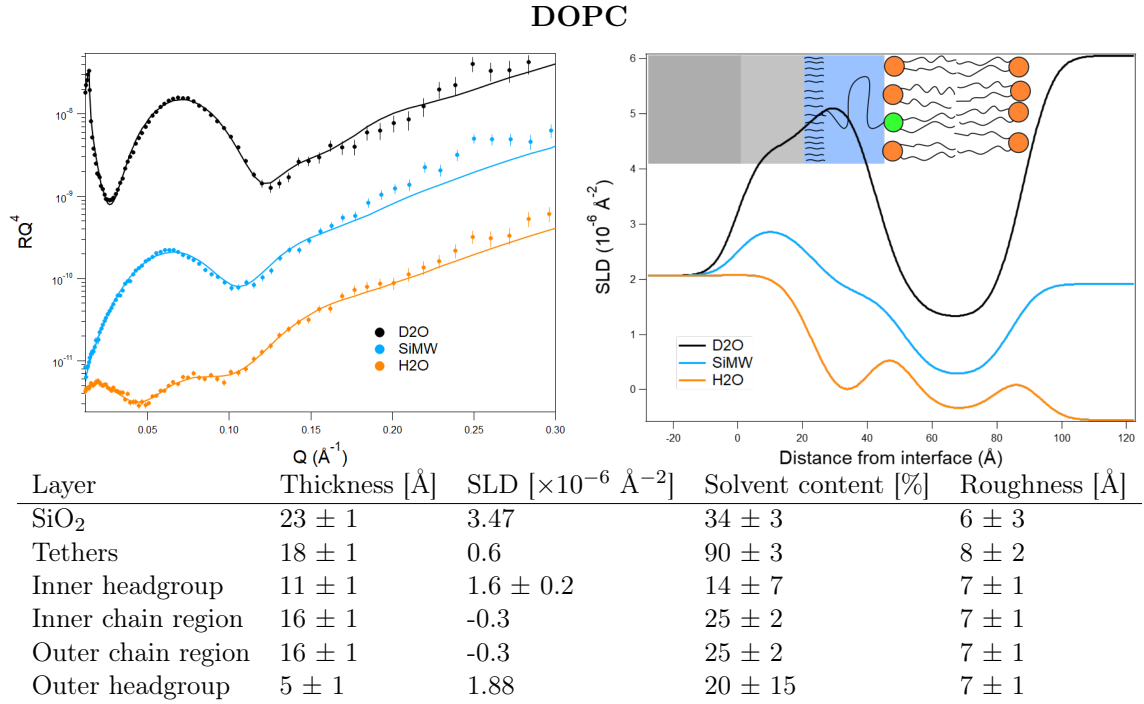 DOPC
RQ⁴
10⁻⁸
10⁻⁹
10⁻¹⁰
10⁻¹¹
D2O
SiMW
H2O
0.05 0.10 0.15 0.20 0.25 0.30
Q (Å⁻¹)
SLD (10⁻⁶ Å⁻²)
6
5
4
3
2
1
0
D2O
SiMW
H2O
-20 0 20 40 60 80 100 120
Distance from interface (Å)
Layer Thickness [Å] SLD [×10⁻⁶ Å⁻²] Solvent content [%] Roughness [Å]
SiO₂ 23 ± 1 3.47 34 ± 3 6 ± 3
Tethers 18 ± 1 0.6 90 ± 3 8 ± 2
Inner headgroup 11 ± 1 1.6 ± 0.2 14 ± 7 7 ± 1
Inner chain region 16 ± 1 -0.3 25 ± 2 7 ± 1
Outer chain region 16 ± 1 -0.3 25 ± 2 7 ± 1
Outer headgroup 5 ± 1 1.88 20 ± 15 7 ± 1